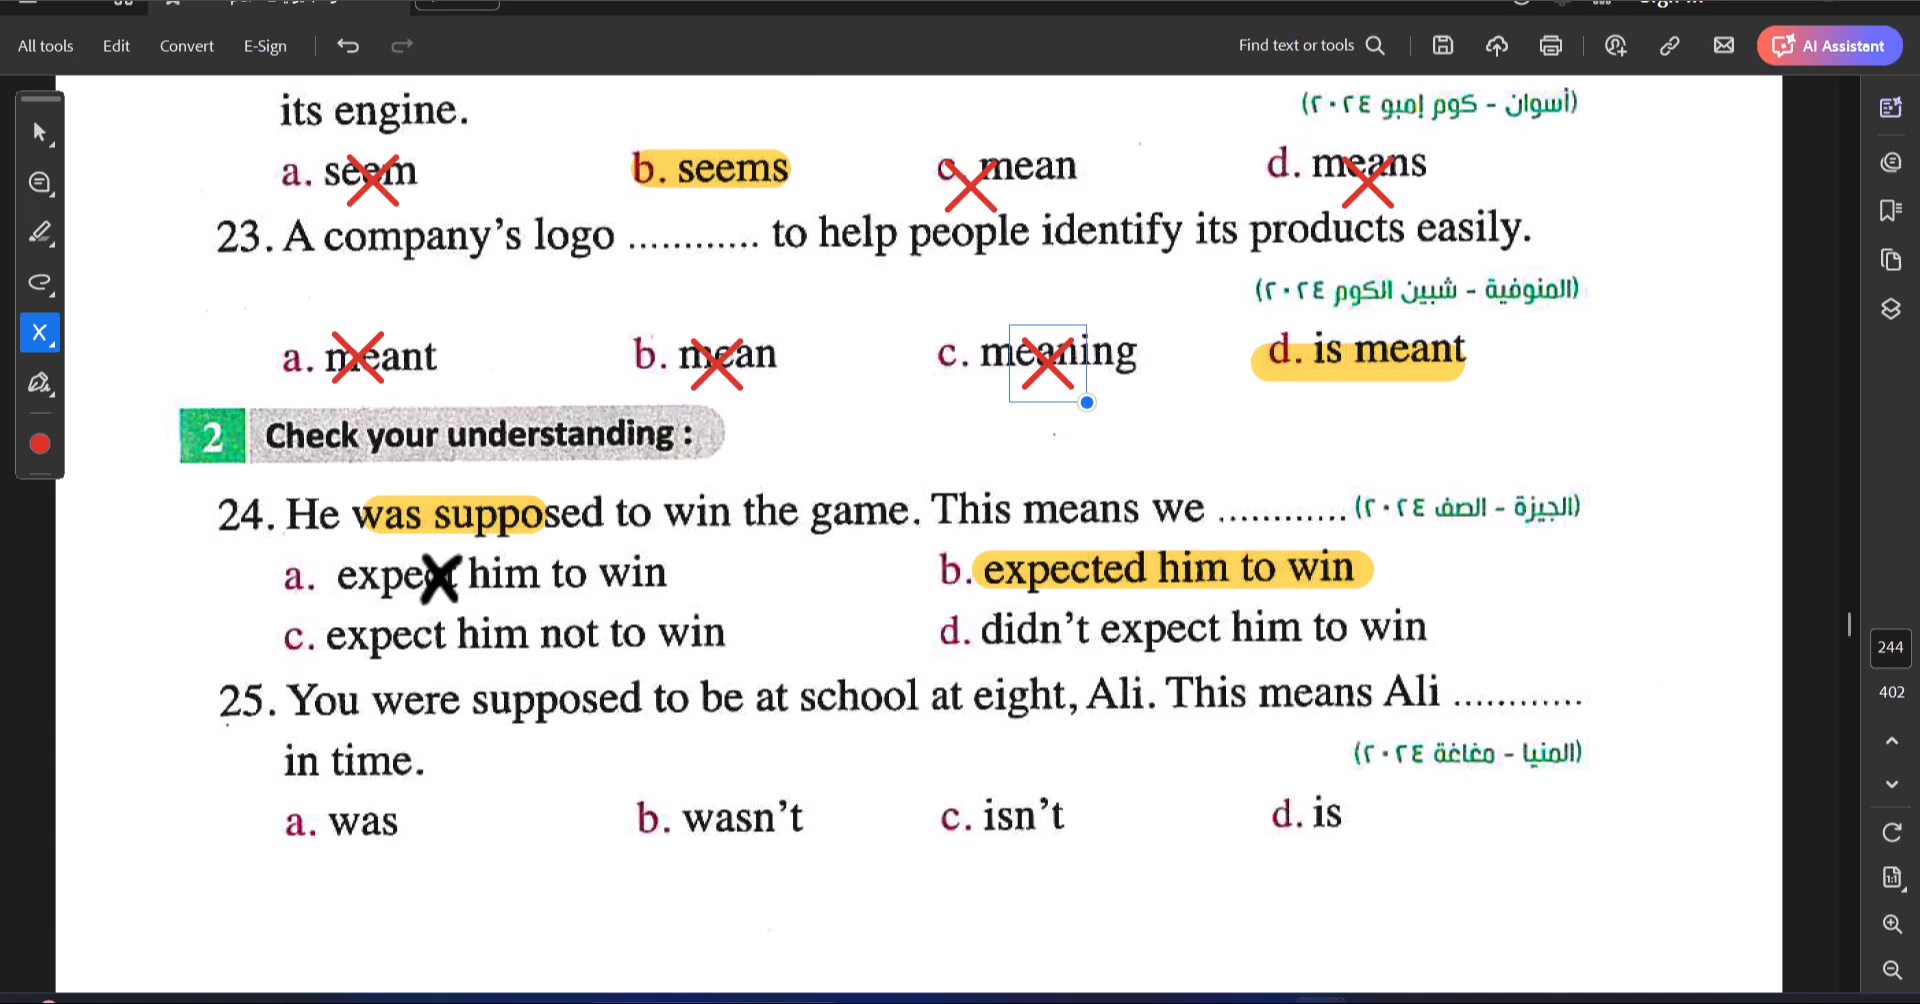 All tools Edit Convert E-Sign Find text or tools AI Assistant
its engine. (أسوان - كوم إمبو ٢٠٢٤)
a. seem b. seems c. mean d. means
23. A company's logo ............ to help people identify its products easily.
(المنوفية - شبين الكوم ٢٠٢٤)
a. meant b. mean c. meaning d. is meant
2 Check your understanding :
24. He was supposed to win the game. This means we ............ (الجيزة - الصف ٢٠٢٤)
a. expect him to win b. expected him to win
c. expect him not to win d. didn't expect him to win
25. You were supposed to be at school at eight, Ali. This means Ali ............
in time. (المنيا - مغاغة ٢٠٢٤)
a. was b. wasn't c. isn't d. is
244
402